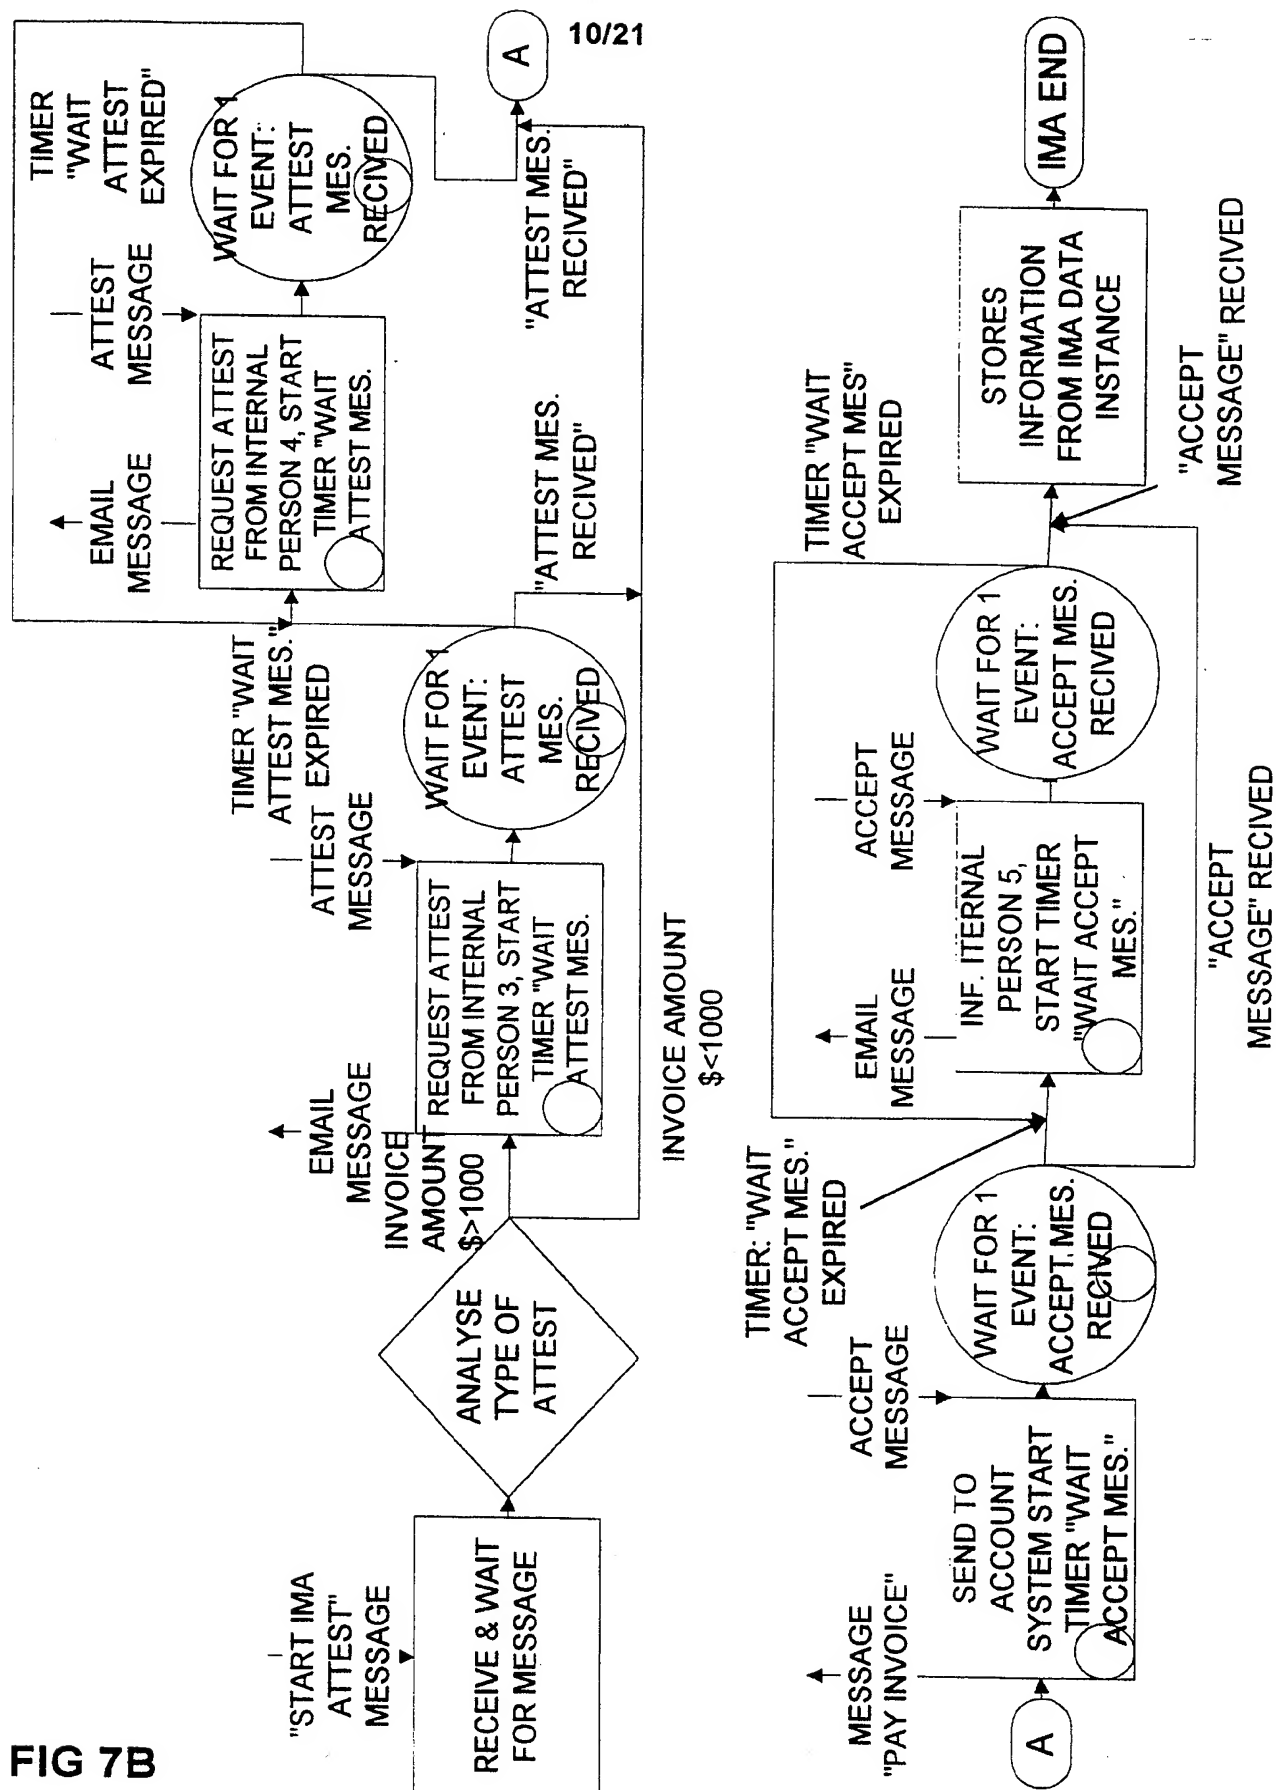 FIG 7B
10/21
"START IMA
ATTEST"
MESSAGE
RECEIVE & WAIT
FOR MESSAGE
ANALYSE
TYPE OF
ATTEST
INVOICE
AMOUNT
$>1000
INVOICE AMOUNT
$<1000
EMAIL
MESSAGE
ATTEST
MESSAGE
REQUEST ATTEST
FROM INTERNAL
PERSON 3, START
TIMER "WAIT
ATTEST MES.
WAIT FOR 1
EVENT:
ATTEST
MES.
RECIVED
TIMER "WAIT
ATTEST MES."
EXPIRED
"ATTEST MES.
RECIVED"
EMAIL
MESSAGE
ATTEST
MESSAGE
REQUEST ATTEST
FROM INTERNAL
PERSON 4, START
TIMER "WAIT
ATTEST MES.
WAIT FOR 1
EVENT:
ATTEST
MES.
RECIVED
TIMER
"WAIT
ATTEST
EXPIRED"
"ATTEST MES.
RECIVED"
A
A
MESSAGE
"PAY INVOICE"
ACCEPT
MESSAGE
SEND TO
ACCOUNT
SYSTEM START
TIMER "WAIT
ACCEPT MES."
WAIT FOR 1
EVENT:
ACCEPT.MES.
RECIVED
TIMER: "WAIT
ACCEPT MES."
EXPIRED
EMAIL
MESSAGE
ACCEPT
MESSAGE
INF. ITERNAL
PERSON 5,
START TIMER
"WAIT ACCEPT
MES."
WAIT FOR 1
EVENT:
ACCEPT MES.
RECIVED
TIMER "WAIT
ACCEPT MES"
EXPIRED
"ACCEPT
MESSAGE" RECIVED
"ACCEPT
MESSAGE" RECIVED
STORES
INFORMATION
FROM IMA DATA
INSTANCE
IMA END